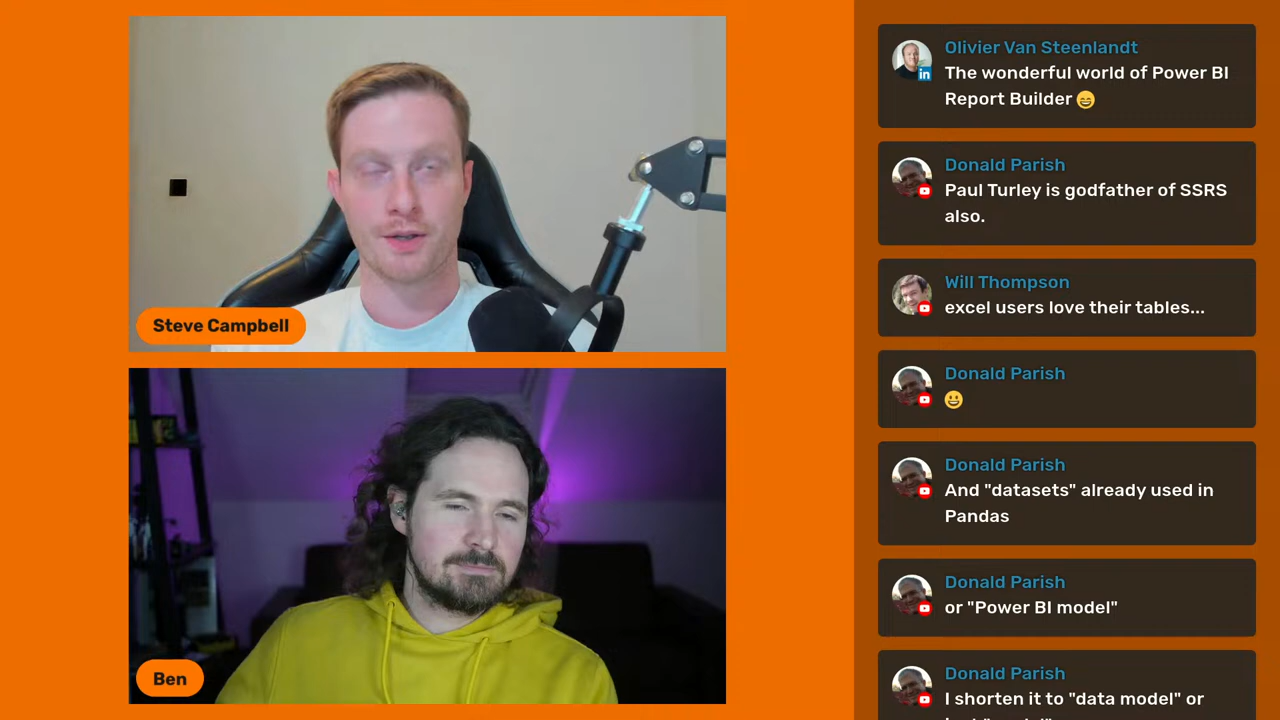 Steve Campbell
Ben
Olivier Van Steenlandt
The wonderful world of Power BI
Report Builder 😄
Donald Parish
Paul Turley is godfather of SSRS
also.
Will Thompson
excel users love their tables...
Donald Parish
😀
Donald Parish
And "datasets" already used in
Pandas
Donald Parish
or "Power BI model"
Donald Parish
I shorten it to "data model" or